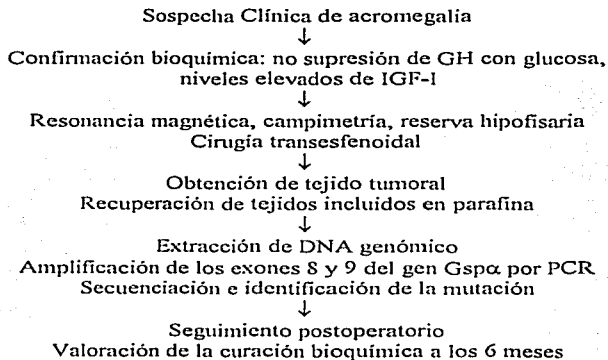 Sospecha Clínica de acromegalia
↓
Confirmación bioquímica: no supresión de GH con glucosa,
niveles elevados de IGF-I
↓
Resonancia magnética, campimetría, reserva hipofisaria
Cirugía transesfenoidal
↓
Obtención de tejido tumoral
Recuperación de tejidos incluidos en parafina
↓
Extracción de DNA genómico
Amplificación de los exones 8 y 9 del gen Gspα por PCR
Secuenciación e identificación de la mutación
↓
Seguimiento postoperatorio
Valoración de la curación bioquímica a los 6 meses